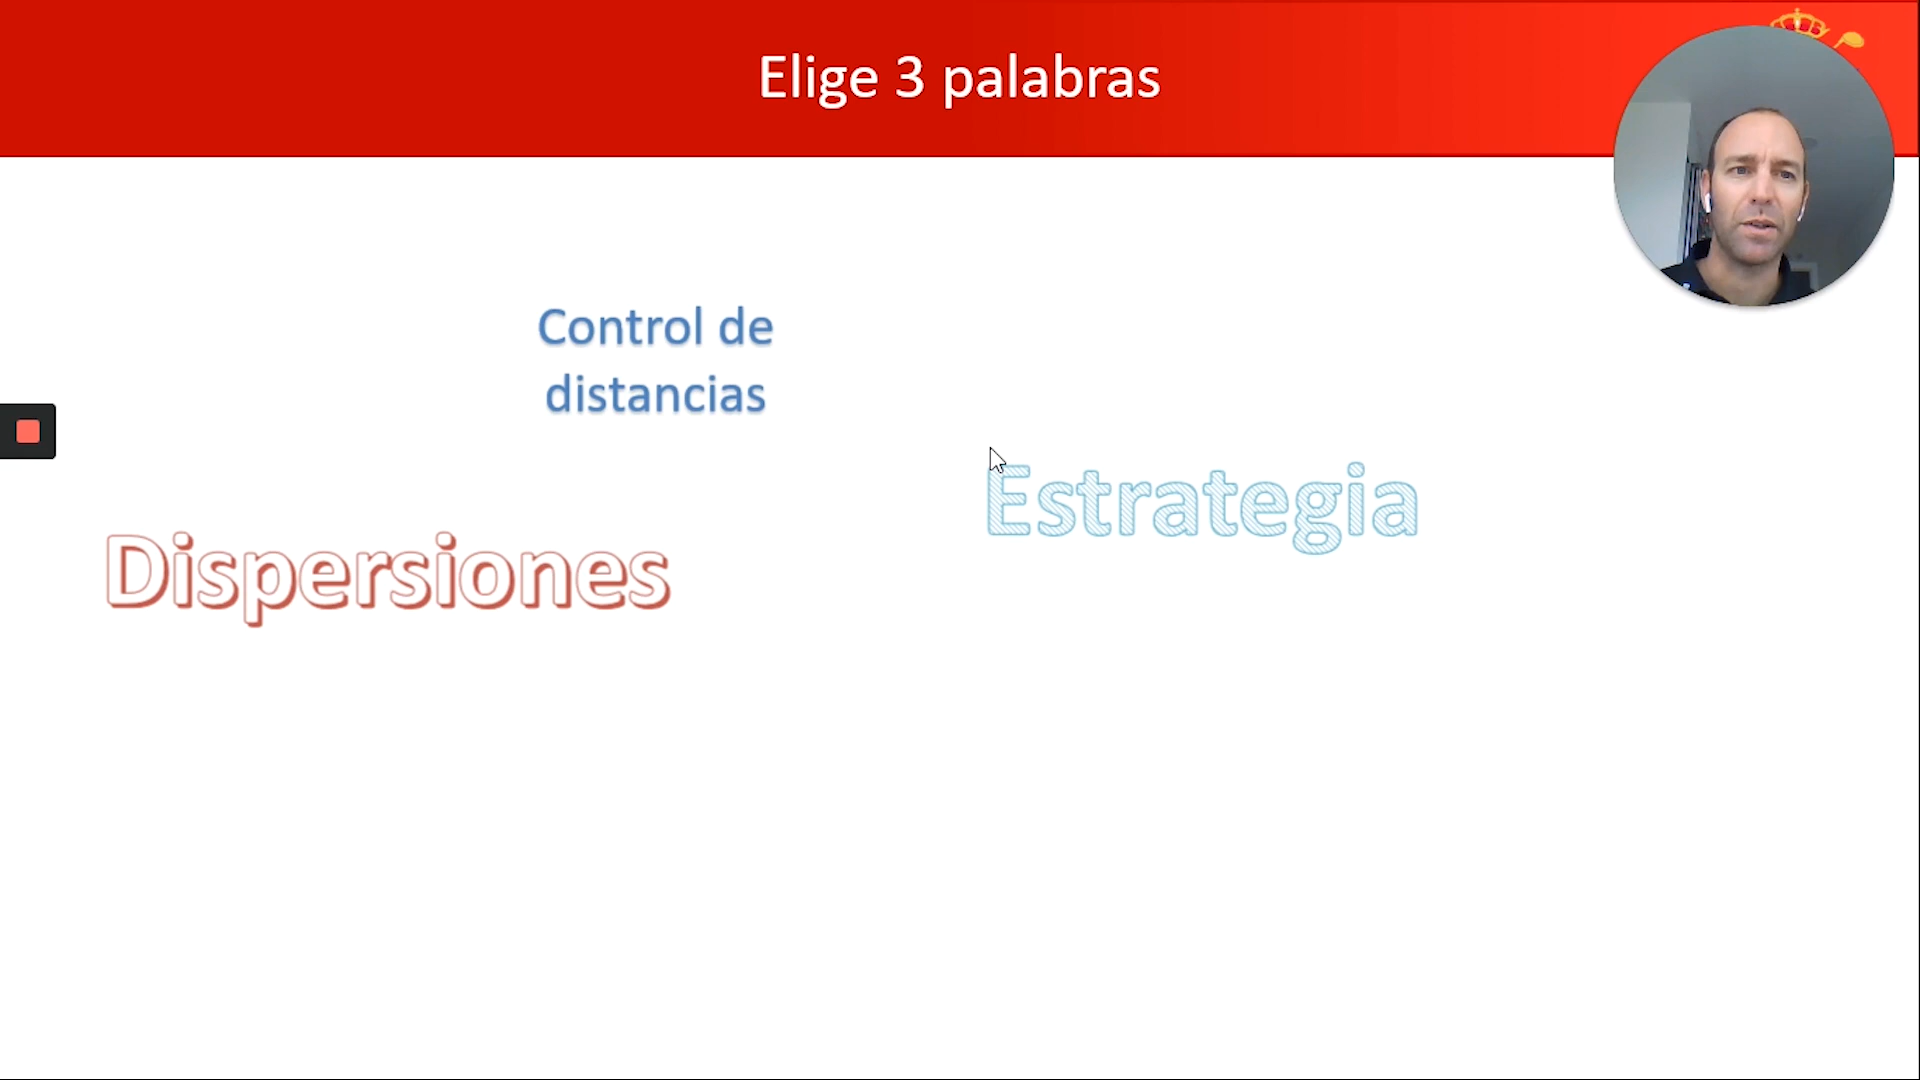 Elige 3 palabras
Control de
distancias
Estrategia
Dispersiones